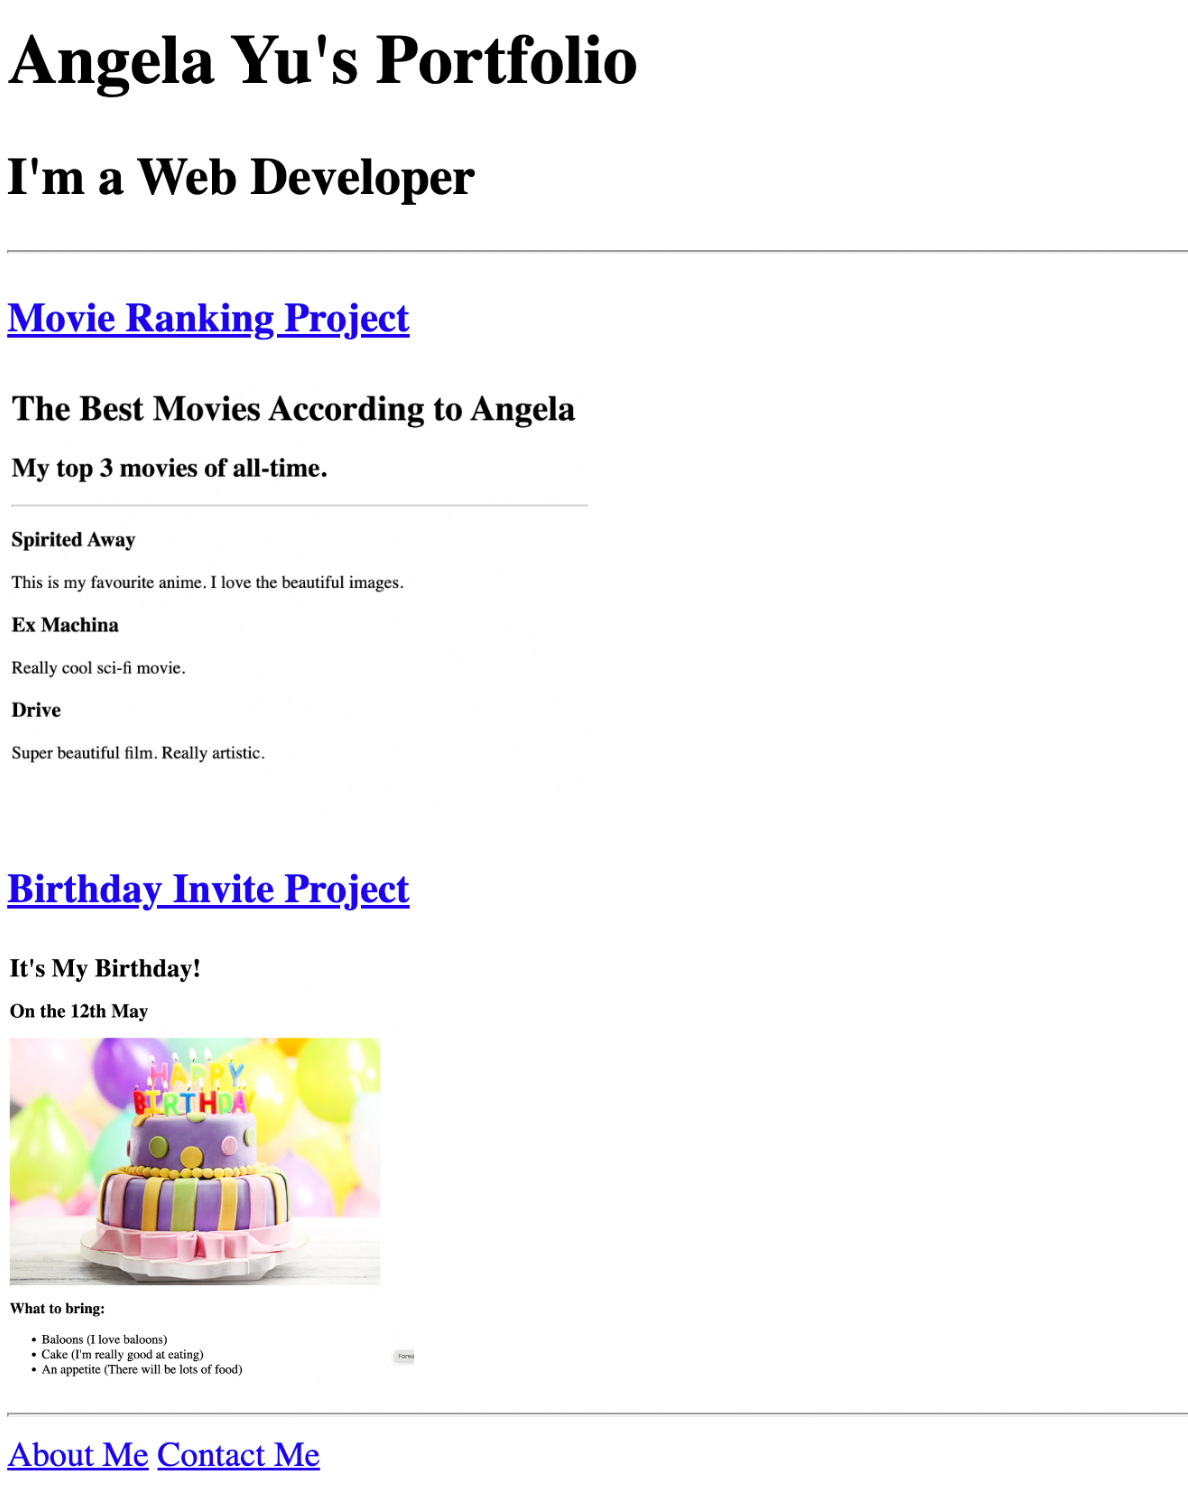 Angela Yu's Portfolio
I'm a Web Developer
Movie Ranking Project
The Best Movies According to Angela
My top 3 movies of all-time.
Spirited Away
This is my favourite anime. I love the beautiful images.
Ex Machina
Really cool sci-fi movie.
Drive
Super beautiful film. Really artistic.
Birthday Invite Project
It's My Birthday!
On the 12th May
HAPPY
BIRTHDAY
What to bring:
• Baloons (I love baloons)
• Cake (I'm really good at eating)
• An appetite (There will be lots of food)
About Me Contact Me